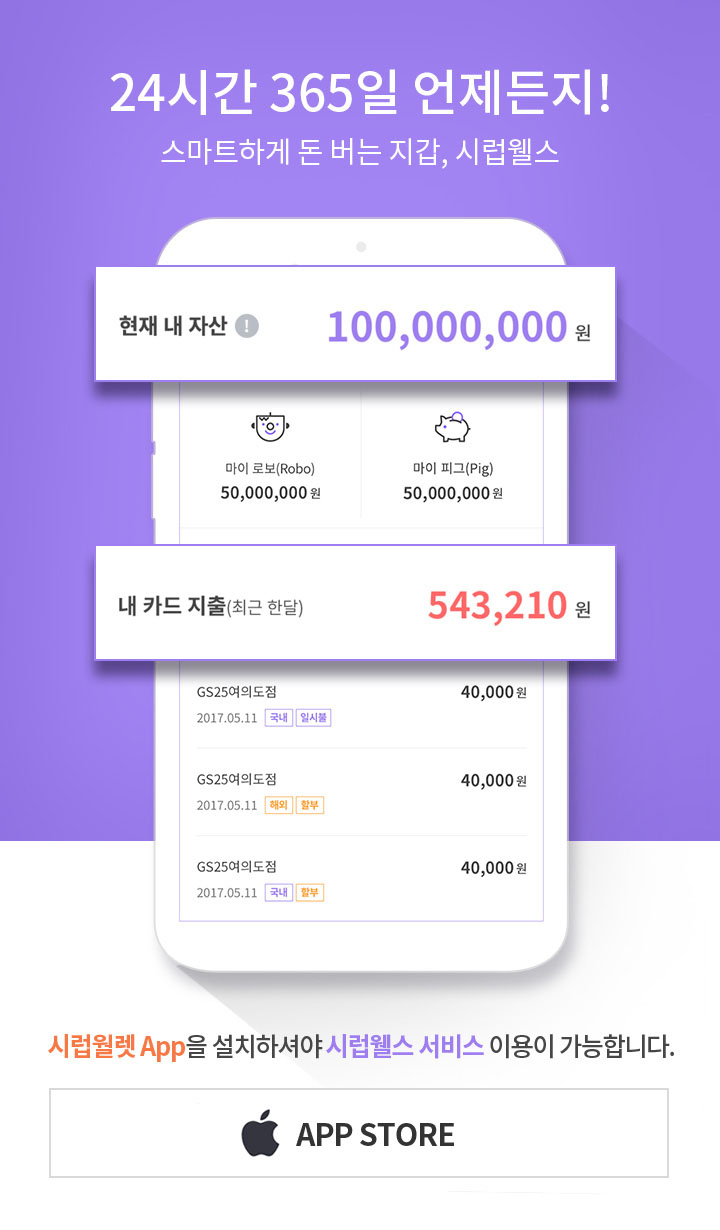 24시간 365일 언제든지!
스마트하게 돈 버는 지갑, 시럽웰스
현재 내 자산 ! 100,000,000 원
마이 로보(Robo)
50,000,000 원
마이 피그(Pig)
50,000,000 원
내 카드 지출(최근 한달) 543,210 원
GS25여의도점 40,000 원
2017.05.11 국내 일시불
GS25여의도점 40,000 원
2017.05.11 해외 할부
GS25여의도점 40,000 원
2017.05.11 국내 할부
시럽월렛 App을 설치하셔야 시럽웰스 서비스 이용이 가능합니다.
APP STORE